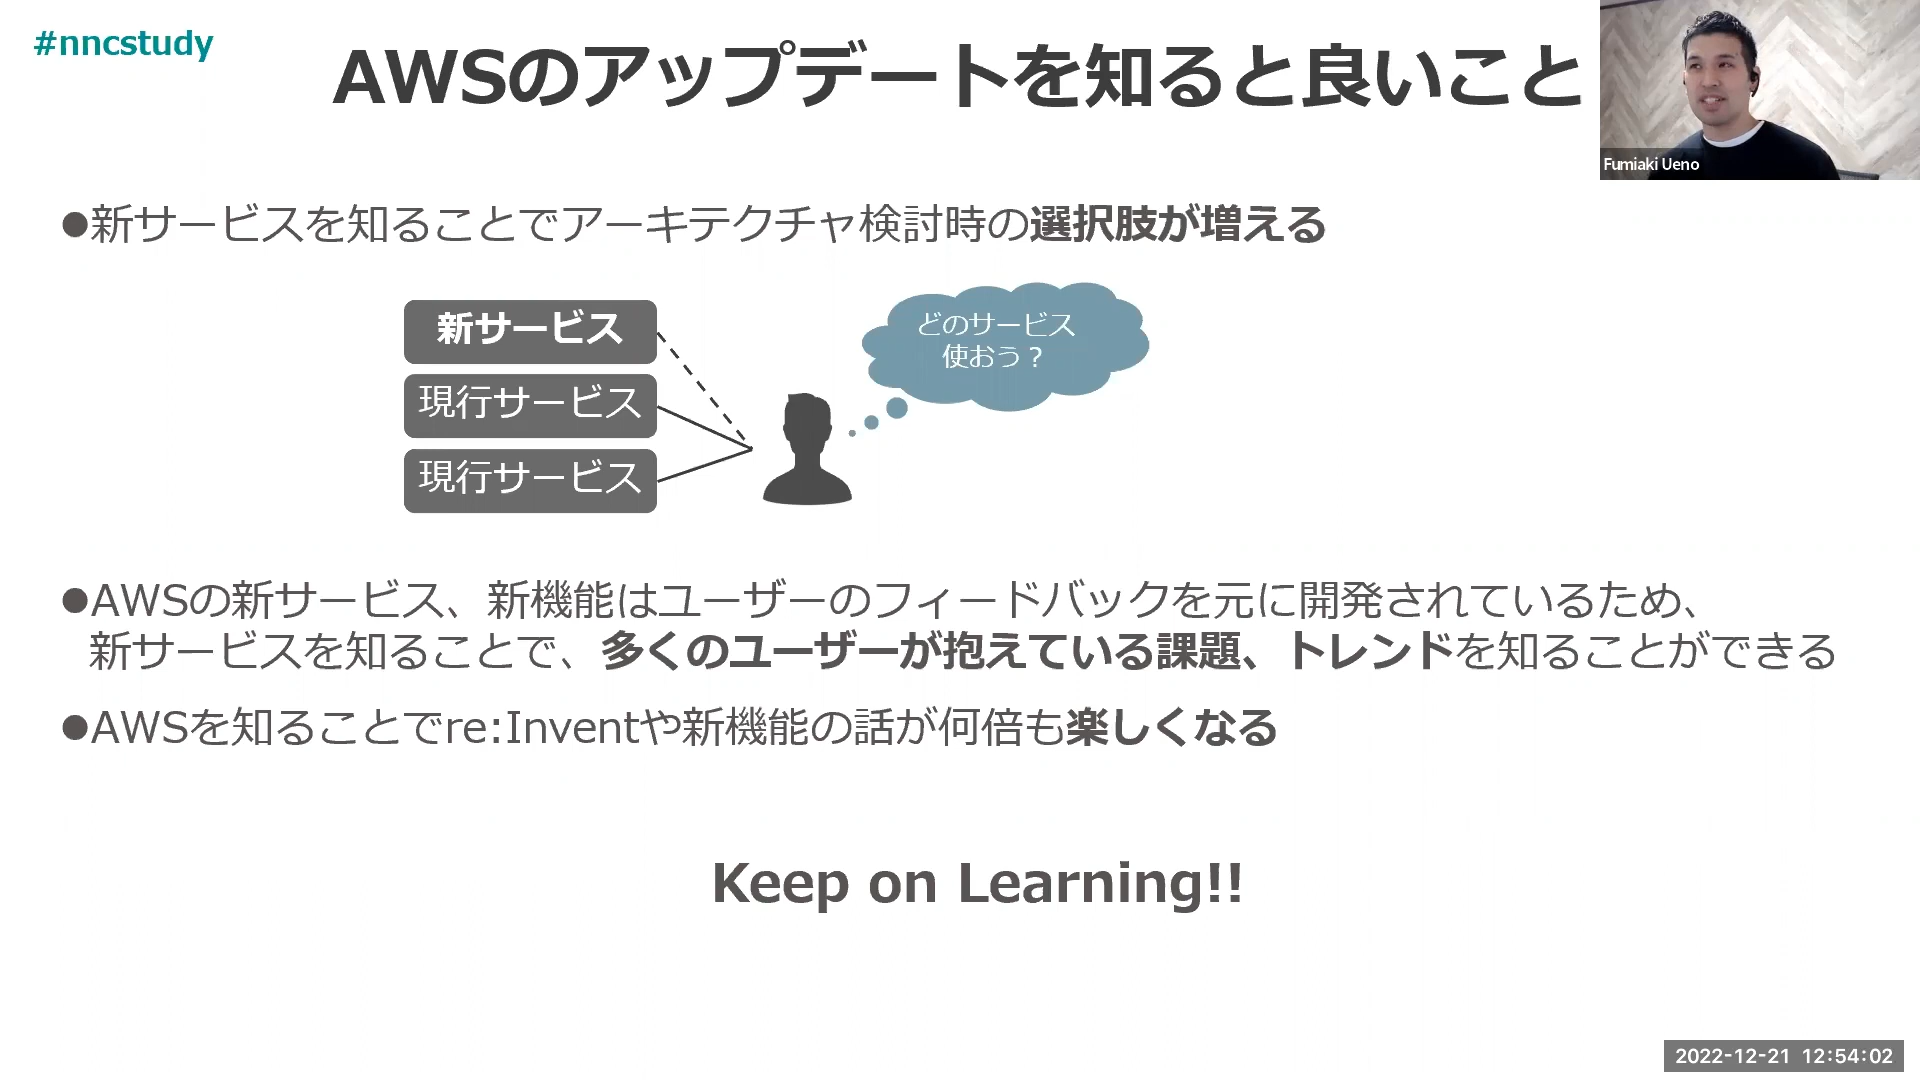 #nncstudy
AWSのアップデートを知ると良いこと
Fumiaki Ueno
●新サービスを知ることでアーキテクチャ検討時の選択肢が増える
新サービス
現行サービス
現行サービス
どのサービス
使おう？
●AWSの新サービス、新機能はユーザーのフィードバックを元に開発されているため、
新サービスを知ることで、多くのユーザーが抱えている課題、トレンドを知ることができる
●AWSを知ることでre:Inventや新機能の話が何倍も楽しくなる
Keep on Learning!!
2022-12-21 12:54:02